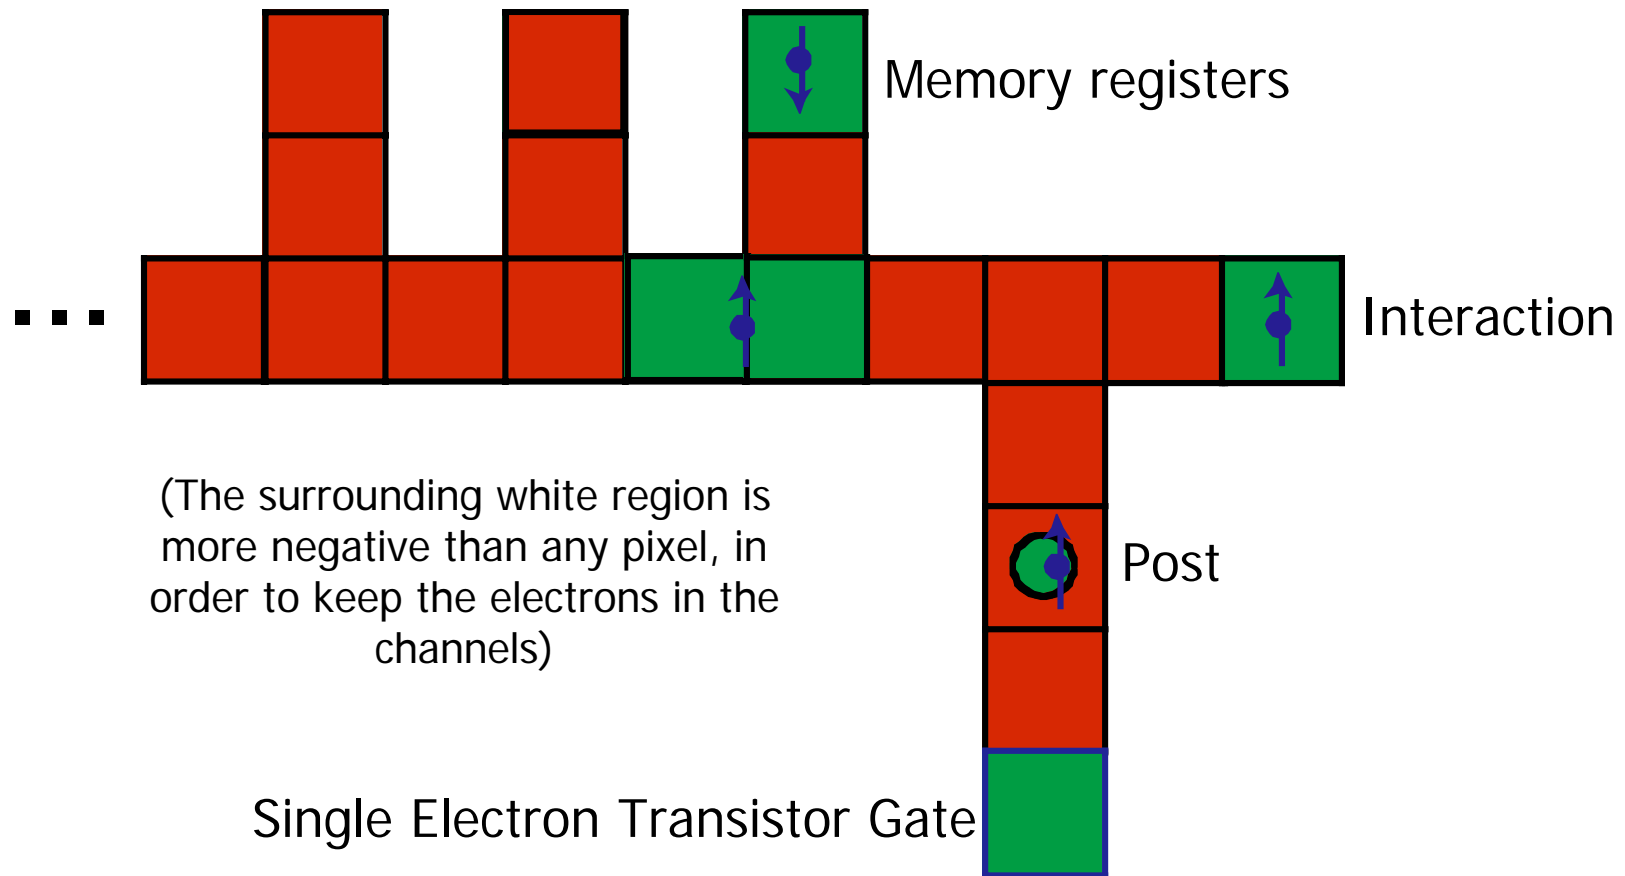 Memory registers
Interaction
(The surrounding white region is
more negative than any pixel, in
order to keep the electrons in the
channels)
Post
Single Electron Transistor Gate